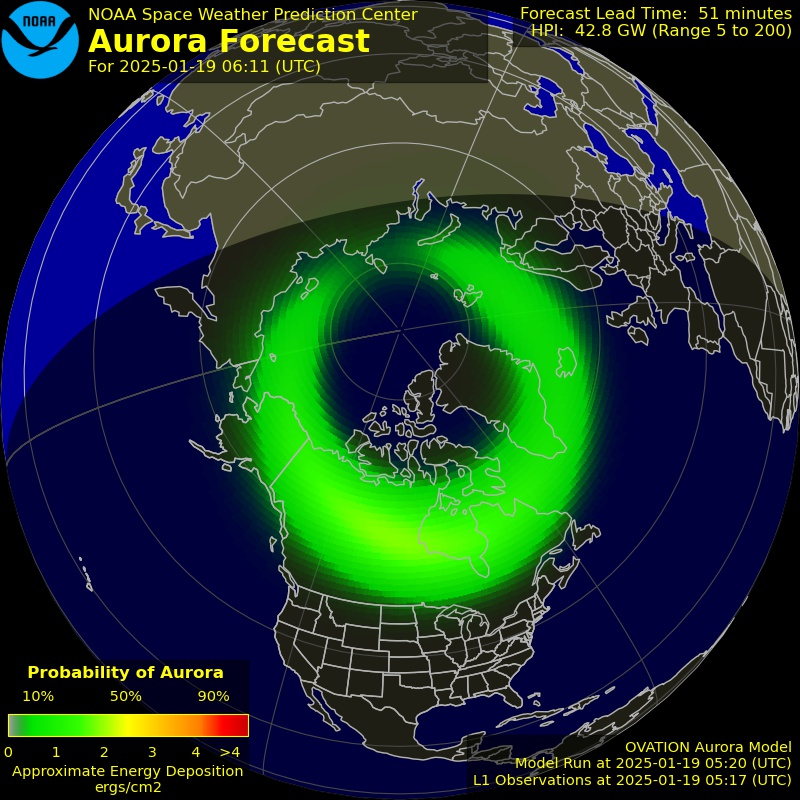 NOAA
NOAA Space Weather Prediction Center
Aurora Forecast
For 2025-01-19 06:11 (UTC)
Forecast Lead Time: 51 minutes
HPI: 42.8 GW (Range 5 to 200)
Probability of Aurora
10% 50% 90%
0 1 2 3 4 >4
Approximate Energy Deposition
ergs/cm2
OVATION Aurora Model
Model Run at 2025-01-19 05:20 (UTC)
L1 Observations at 2025-01-19 05:17 (UTC)